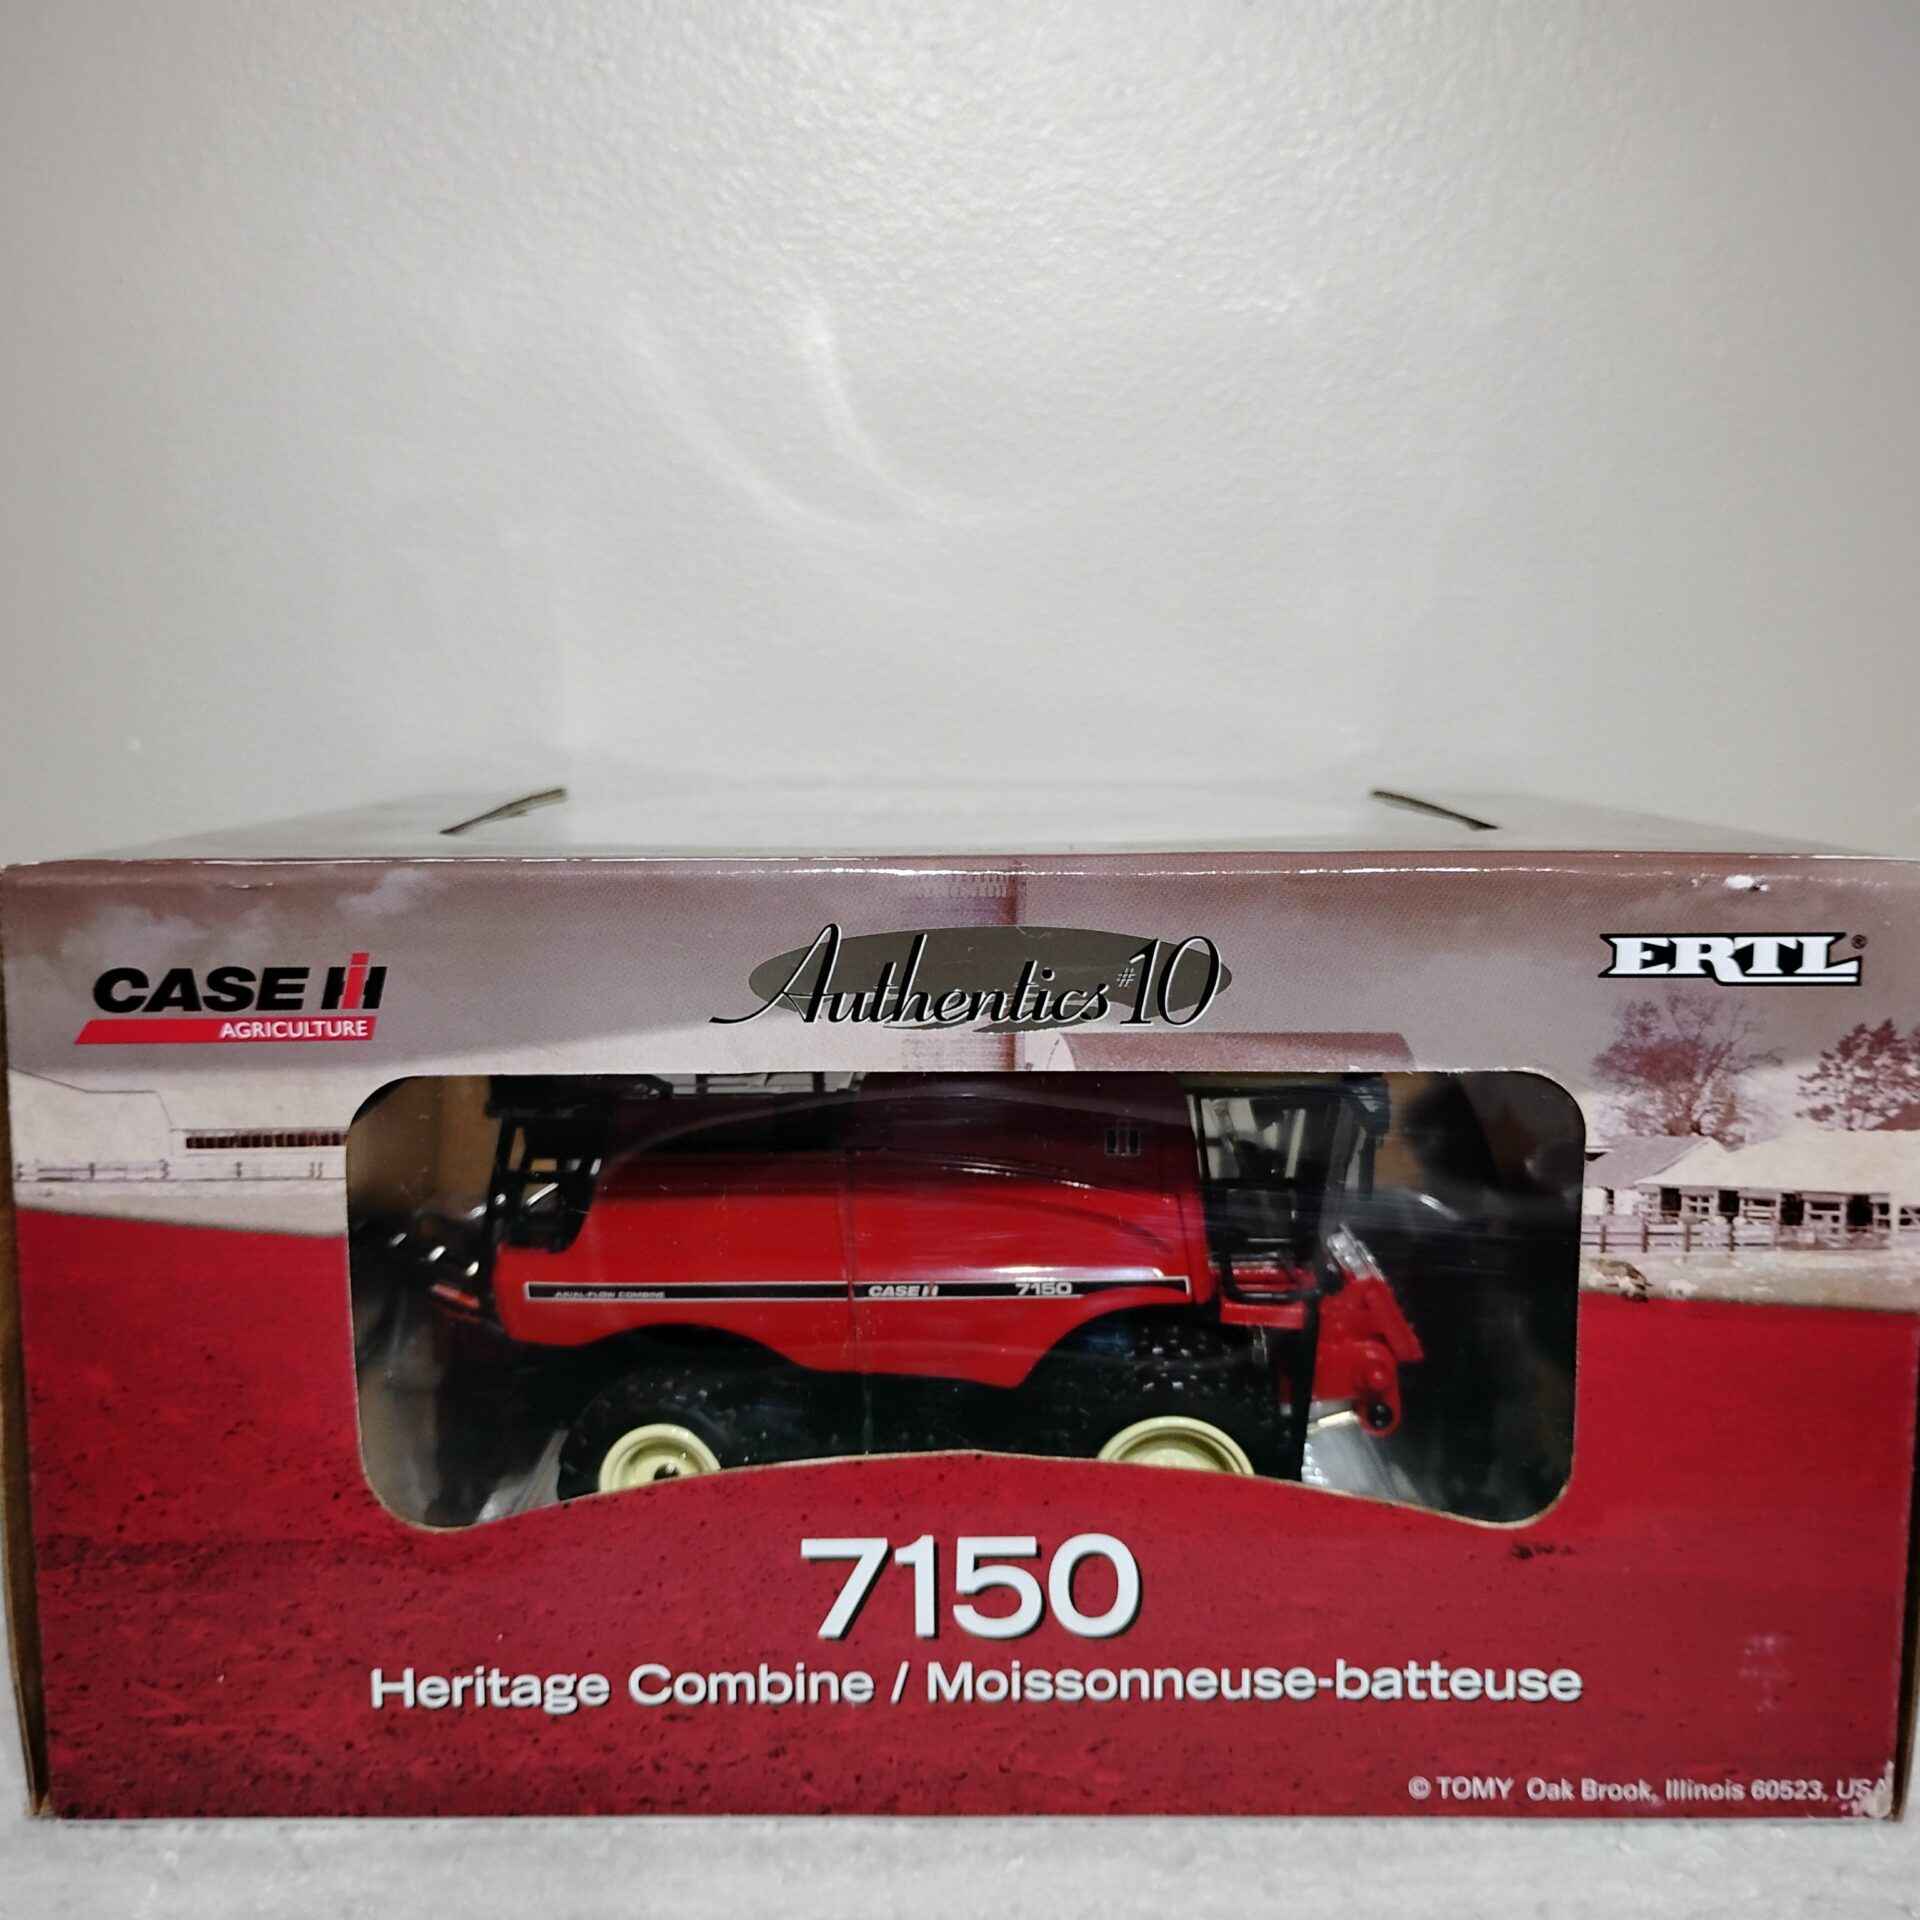 CASE IH
AGRICULTURE
Authentics #10
ERTL®
AXIAL-FLOW COMBINE
CASE IH
7150
7150
Heritage Combine / Moissonneuse-batteuse
© TOMY Oak Brook, Illinois 60523, USA